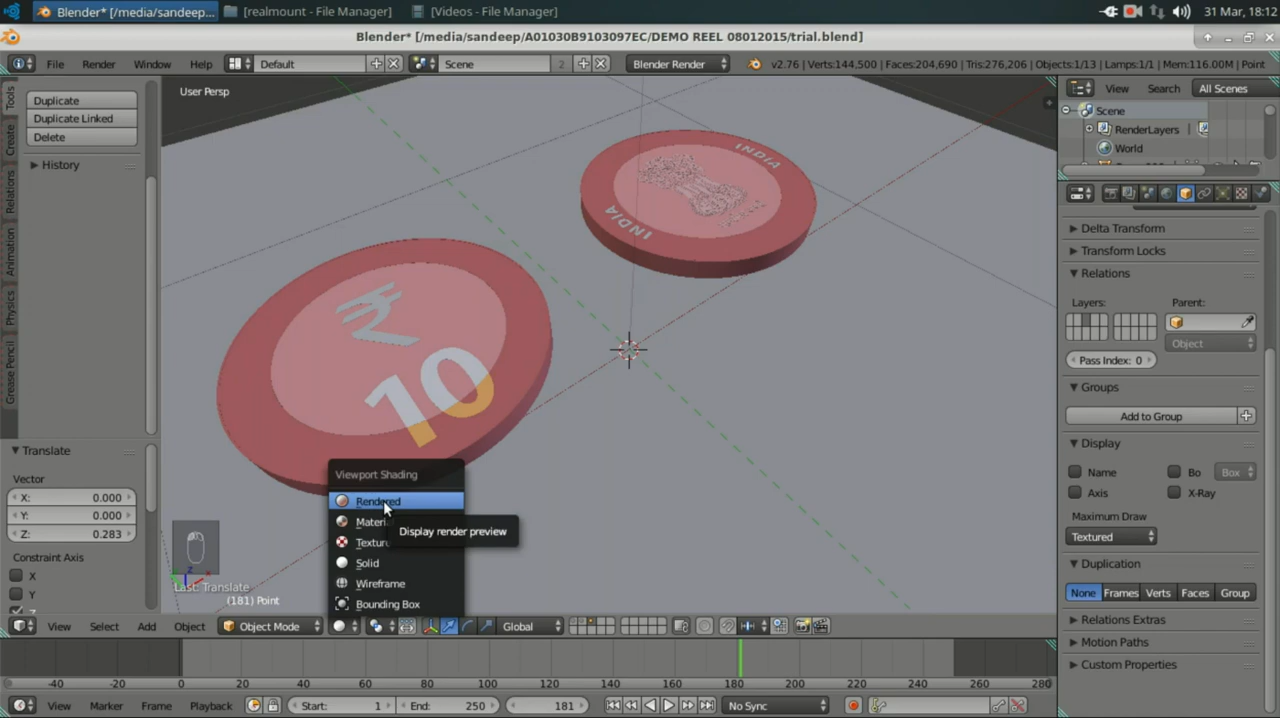 Blender* [/media/sandeep... [realmount - File Manager] [Videos - File Manager] 31 Mar, 18:12
Blender* [/media/sandeep/A01030B9103097EC/DEMO REEL 08012015/trial.blend]
File Render Window Help Default Scene 2 Blender Render v2.76 | Verts:144,500 | Faces:204,690 | Tris:276,206 | Objects:1/13 | Lamps:1/1 | Mem:116.00M | Point
View Search All Scenes
Scene
RenderLayers
World
Tools
Create
Relations
Animation
Physics
Grease Pencil
Duplicate
Duplicate Linked
Delete
History
Translate
Vector
X: 0.000
Y: 0.000
Z: 0.283
Constraint Axis
X
Y
Z
User Persp
INDIA
INDIA
₹
10
Viewport Shading
Rendered
Display render preview
Solid
Wireframe
Bounding Box
Last: Translate
(181) Point
View Select Add Object Object Mode Global
Delta Transform
Transform Locks
Relations
Layers: Parent:
Object
Pass Index: 0
Groups
Add to Group
Display
Name Bo Box
Axis X-Ray
Maximum Draw
Textured
Duplication
None Frames Verts Faces Group
Relations Extras
Motion Paths
Custom Properties
-40 -20 0 20 40 60 80 100 120 140 160 180 200 220 240 260 280
View Marker Frame Playback Start: 1 End: 250 181 No Sync